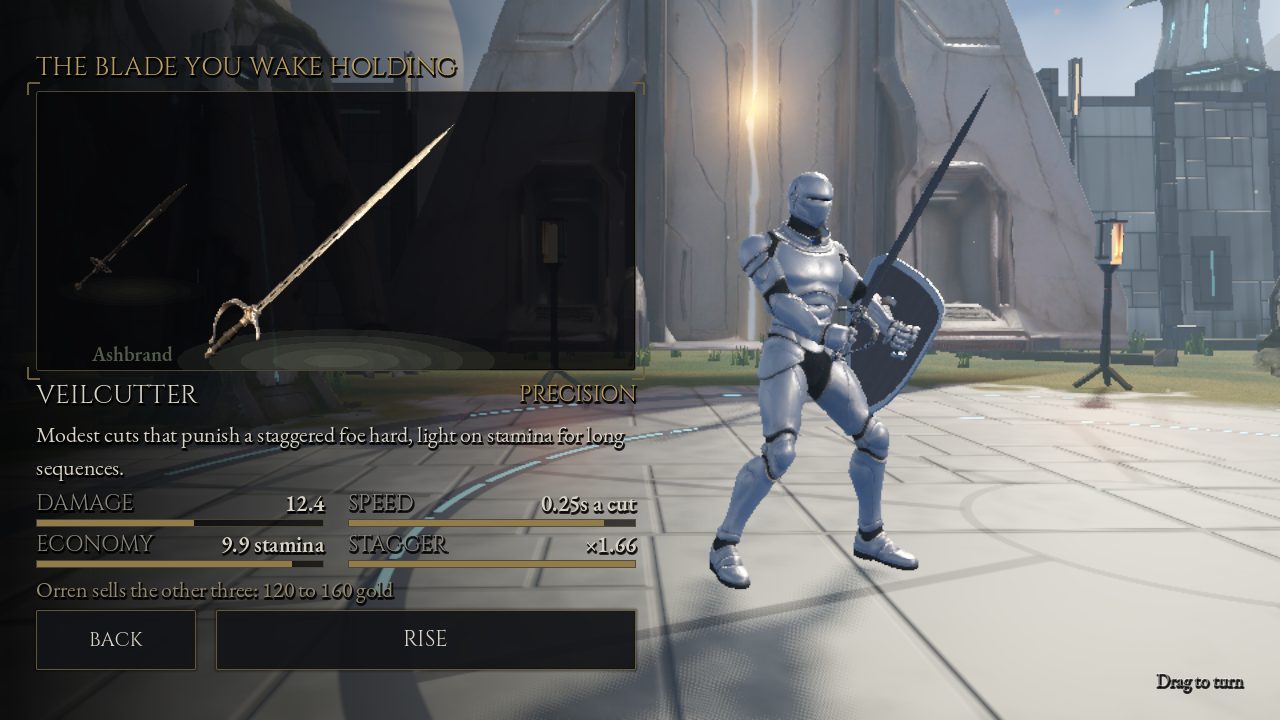 THE BLADE YOU WAKE HOLDING
Ashbrand
VEILCUTTER
PRECISION
Modest cuts that punish a staggered foe hard, light on stamina for long
sequences.
DAMAGE 12.4
SPEED 0.25s a cut
ECONOMY 9.9 stamina
STAGGER ×1.66
Orren sells the other three: 120 to 160 gold
BACK
RISE
Drag to turn